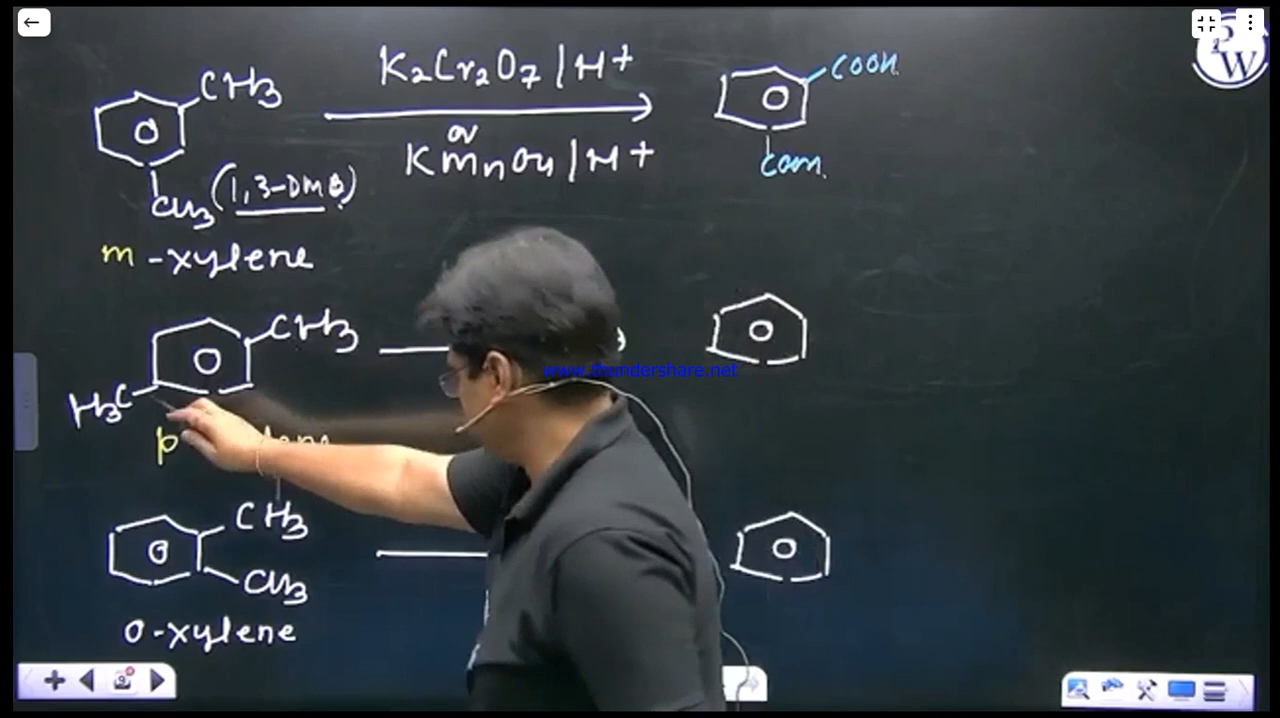 K₂Cr₂O₇ / H+
CH₃
COOH
or
KMnO₄ / H+
COOH
CH₃ (1,3-DMB)
m-xylene
CH₃
H₃C
www.thundershare.net
p
CH₃
CH₃
o-xylene
PW